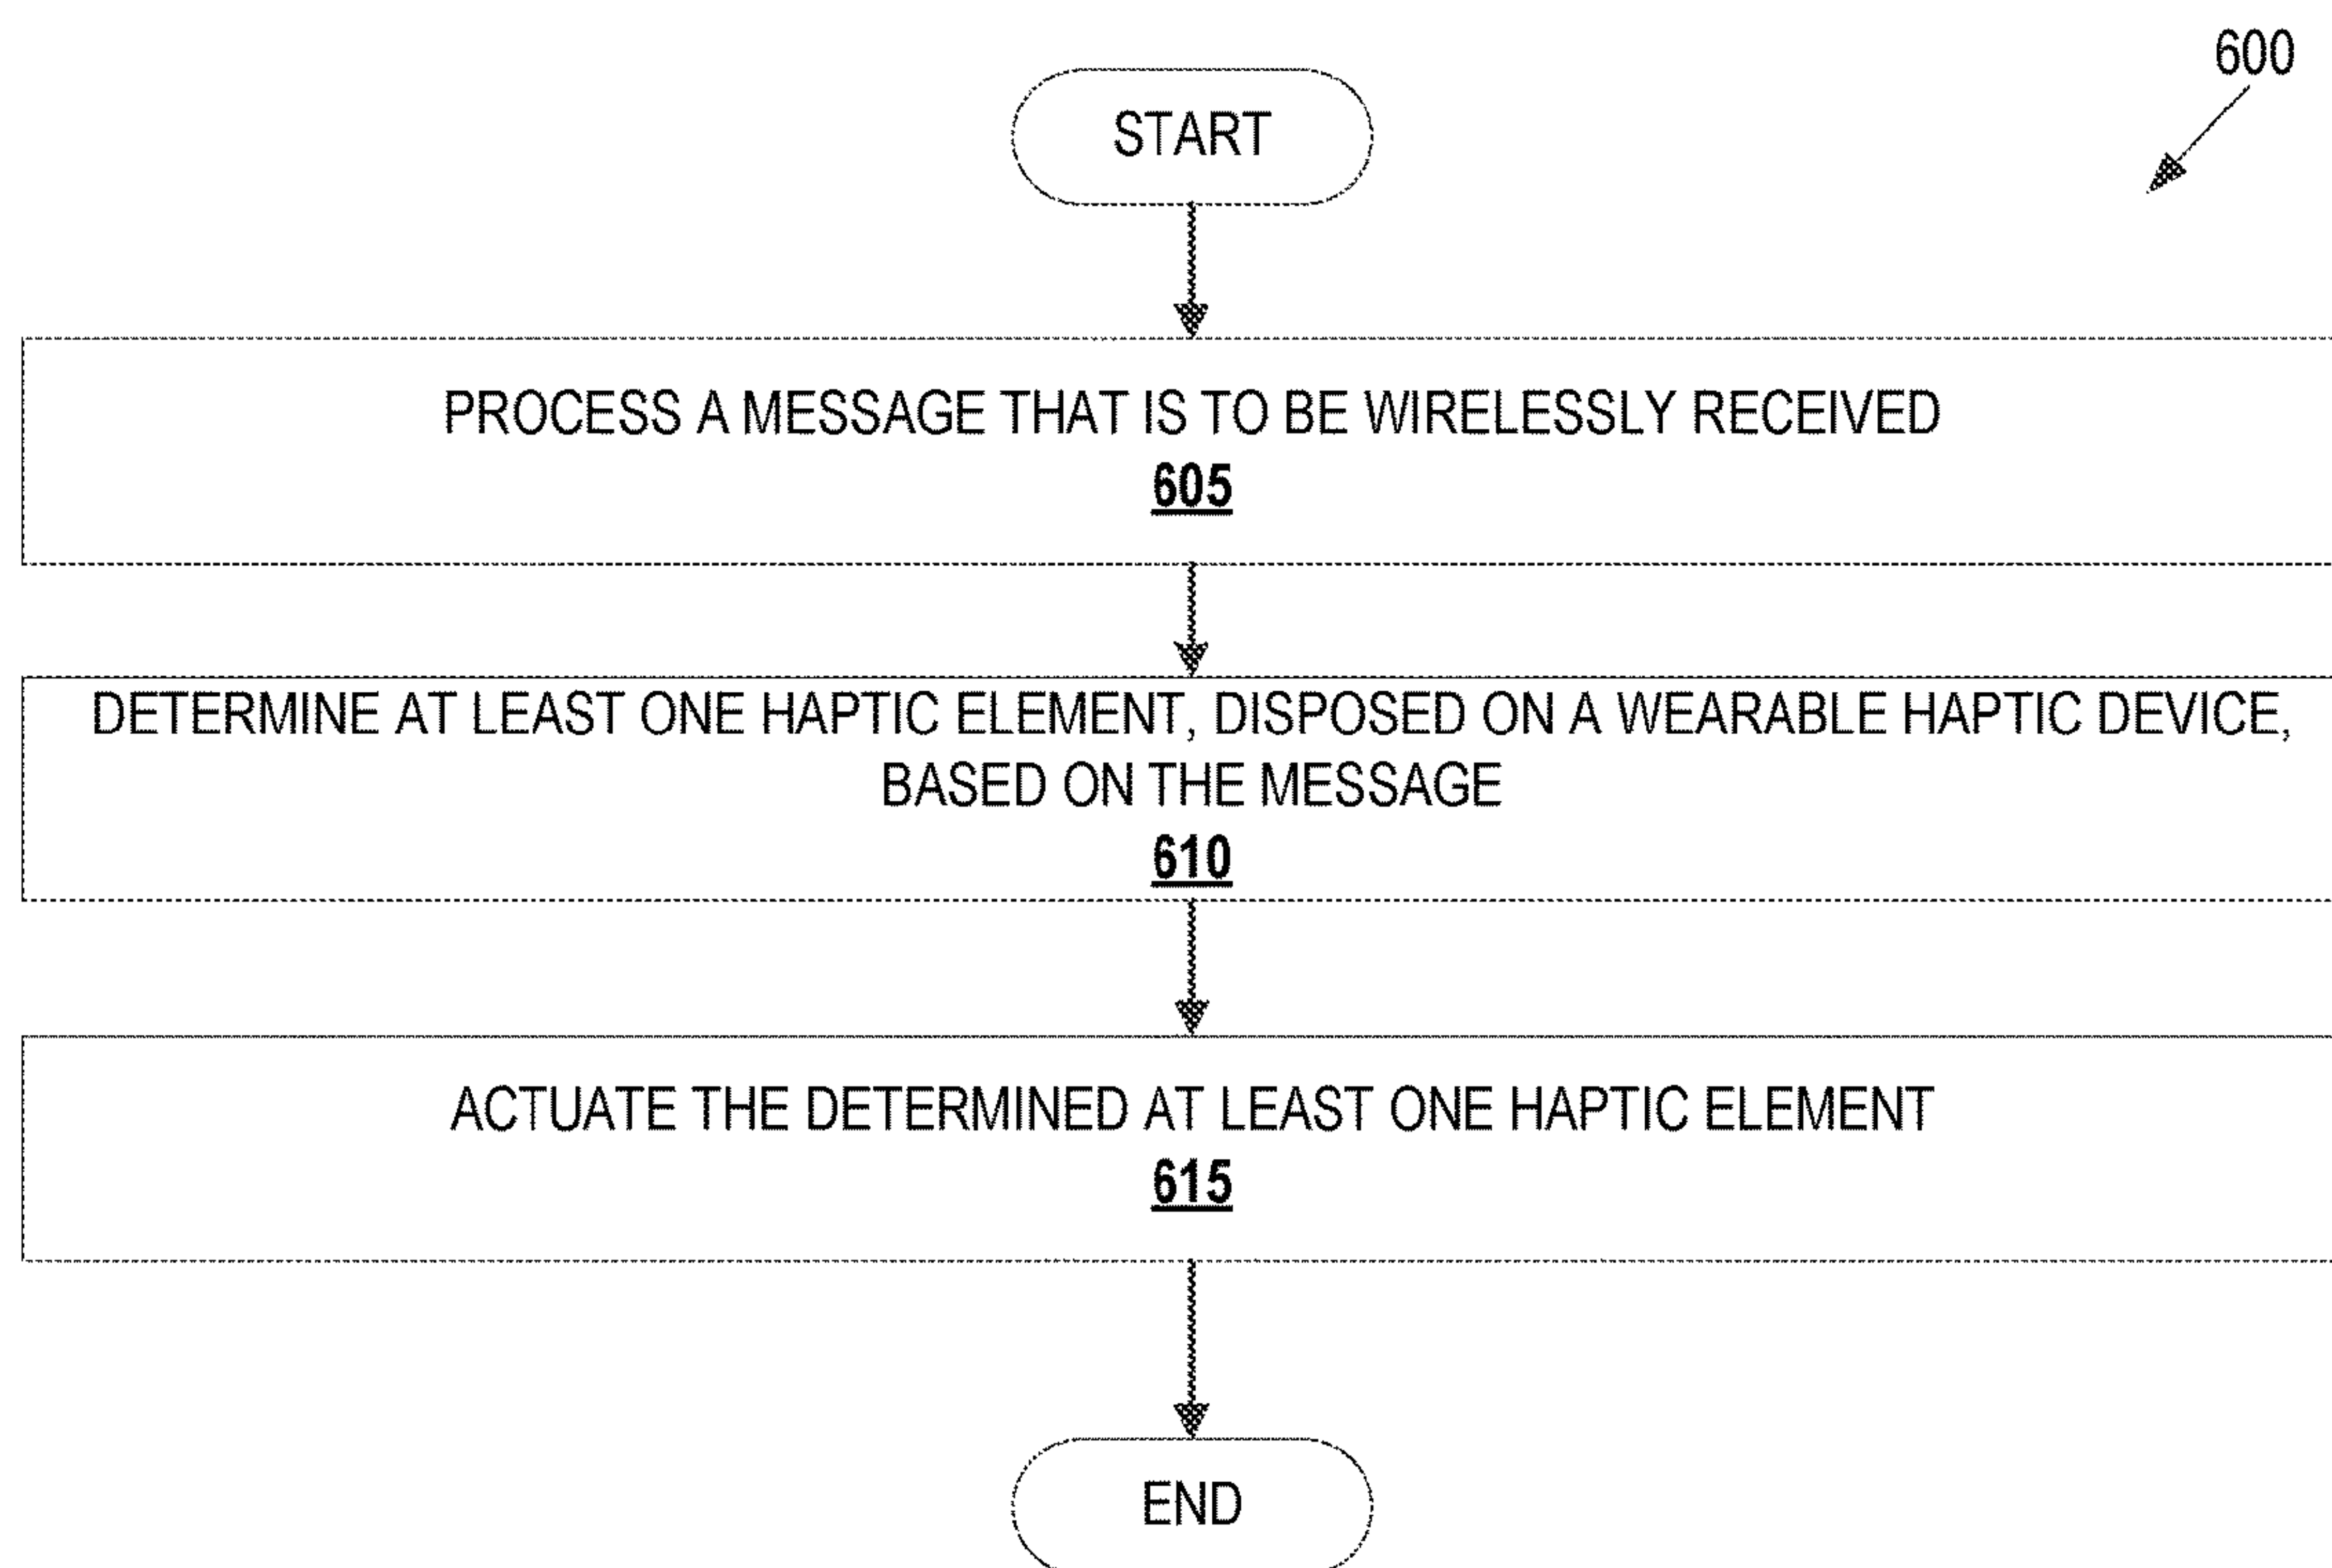 600
START
PROCESS A MESSAGE THAT IS TO BE WIRELESSLY RECEIVED
605
DETERMINE AT LEAST ONE HAPTIC ELEMENT, DISPOSED ON A WEARABLE HAPTIC DEVICE,
BASED ON THE MESSAGE
610
ACTUATE THE DETERMINED AT LEAST ONE HAPTIC ELEMENT
615
END